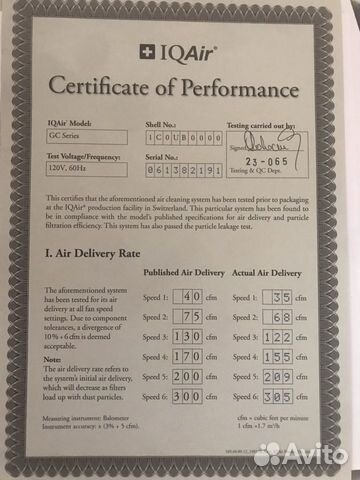 IQAir®
Certificate of Performance
IQAir Model:
GC Series
Shell No.:
1C0UB0000
Testing carried out by:
Signed
23-065
Testing & QC Dept.
Test Voltage/Frequency:
120V, 60Hz
Serial No.:
06138219
This certifies that the aforementioned air cleaning system has been tested prior to packaging
at the IQAir® production facility in Switzerland. This particular system has been found to
be in compliance with the model's published specifications for air delivery and particle
filtration efficiency. This system has also passed the particle leakage test.
I. Air Delivery Rate
Published Air Delivery Actual Air Delivery
The aforementioned system
has been tested for its air
delivery at all fan speed
settings. Due to component
tolerances, a divergence of
10% +6 cfm is deemed
acceptable.
Note:
The air delivery rate refers to
the system's initial air delivery,
which will decrease as filters
load up with dust particles.
Speed 1: 40 cfm Speed 1: 35 cfm
Speed 2: 75 cfm Speed 2: 68 cfm
Speed 3: 130 cfm Speed 3: 122 cfm
Speed 4: 170 cfm Speed 4: 155 cfm
Speed 5: 200 cfm Speed 5: 209 cfm
Speed 6: 300 cfm Speed 6: 305 cfm
Measuring instrument: Balometer
Instrument accuracy: ± (3% + 5 cfm).
cfm = cubic feet per minute
1 cfm = 1.7 m³/h
Avito